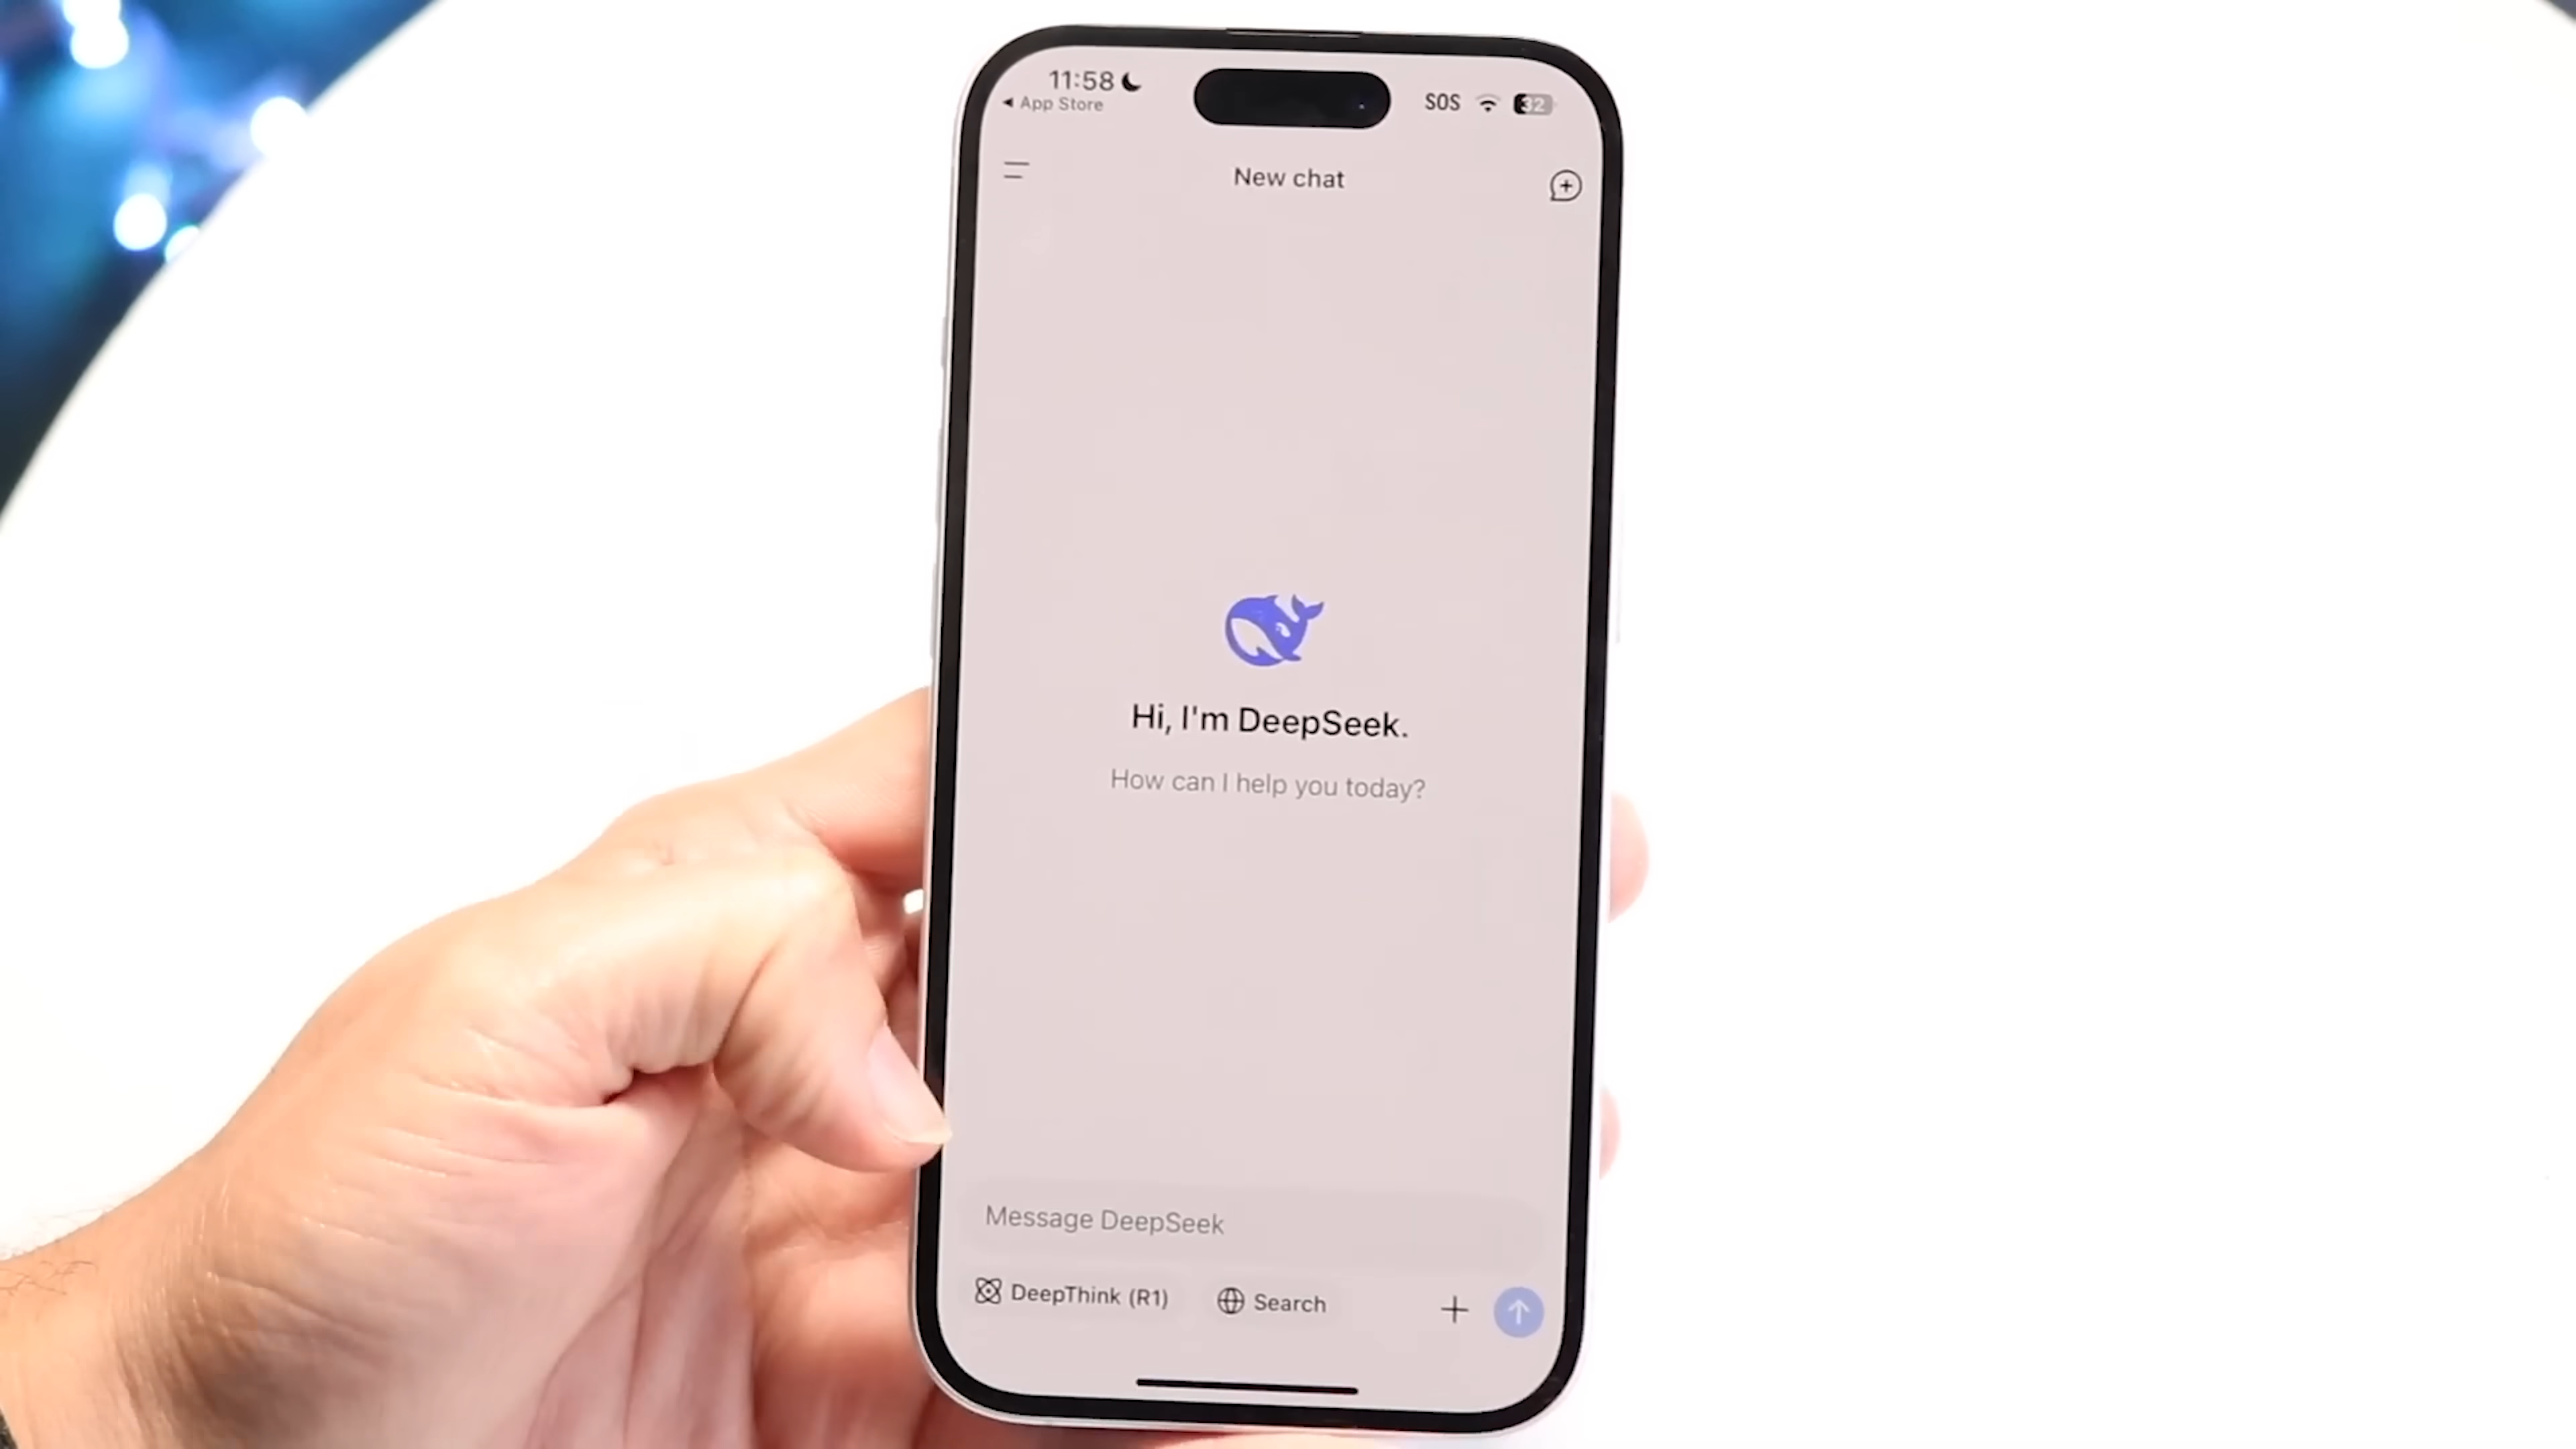 11:58
App Store
SOS
32
New chat
Hi, I'm DeepSeek.
How can I help you today?
Message DeepSeek
DeepThink (R1)
Search